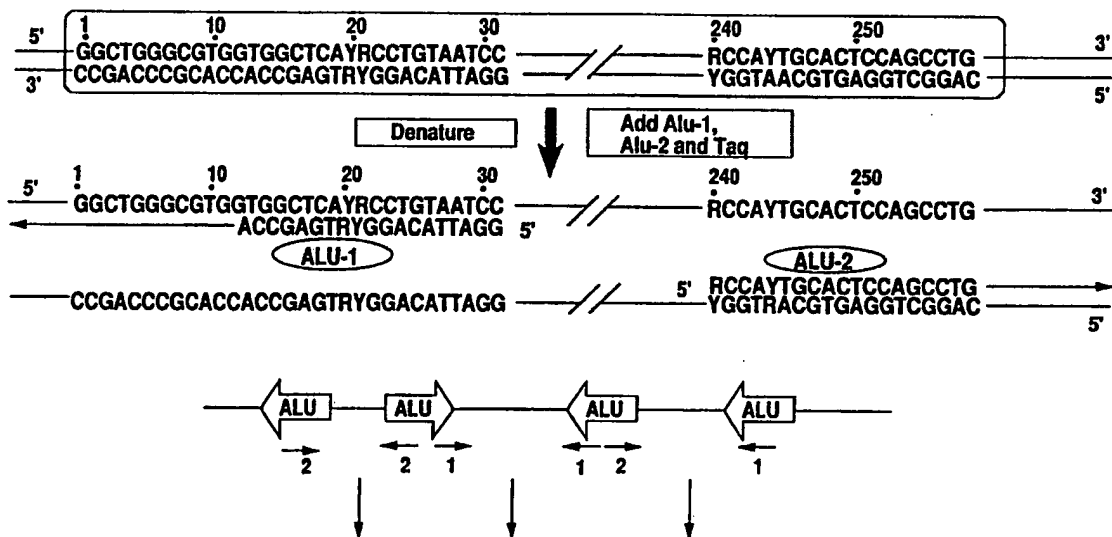 1 10 20 30 240 250
5' GGCTGGGCGTGGTGGCTCAYRCCTGTAATCC RCCAYTGCACTCCAGCCTG 3'
3' CCGACCCGCACCACCGAGTRYGGACATTAGG YGGTAACGTGAGGTCGGAC 5'
Denature
Add Alu-1,
Alu-2 and Taq
1 10 20 30 240 250
5' GGCTGGGCGTGGTGGCTCAYRCCTGTAATCC RCCAYTGCACTCCAGCCTG 3'
ACCGAGTRYGGACATTAGG 5'
ALU-1 ALU-2
5' RCCAYTGCACTCCAGCCTG
CCGACCCGCACCACCGAGTRYGGACATTAGG YGGTRACGTGAGGTCGGAC 5'
ALU ALU ALU ALU
2 2 1 1 2 1